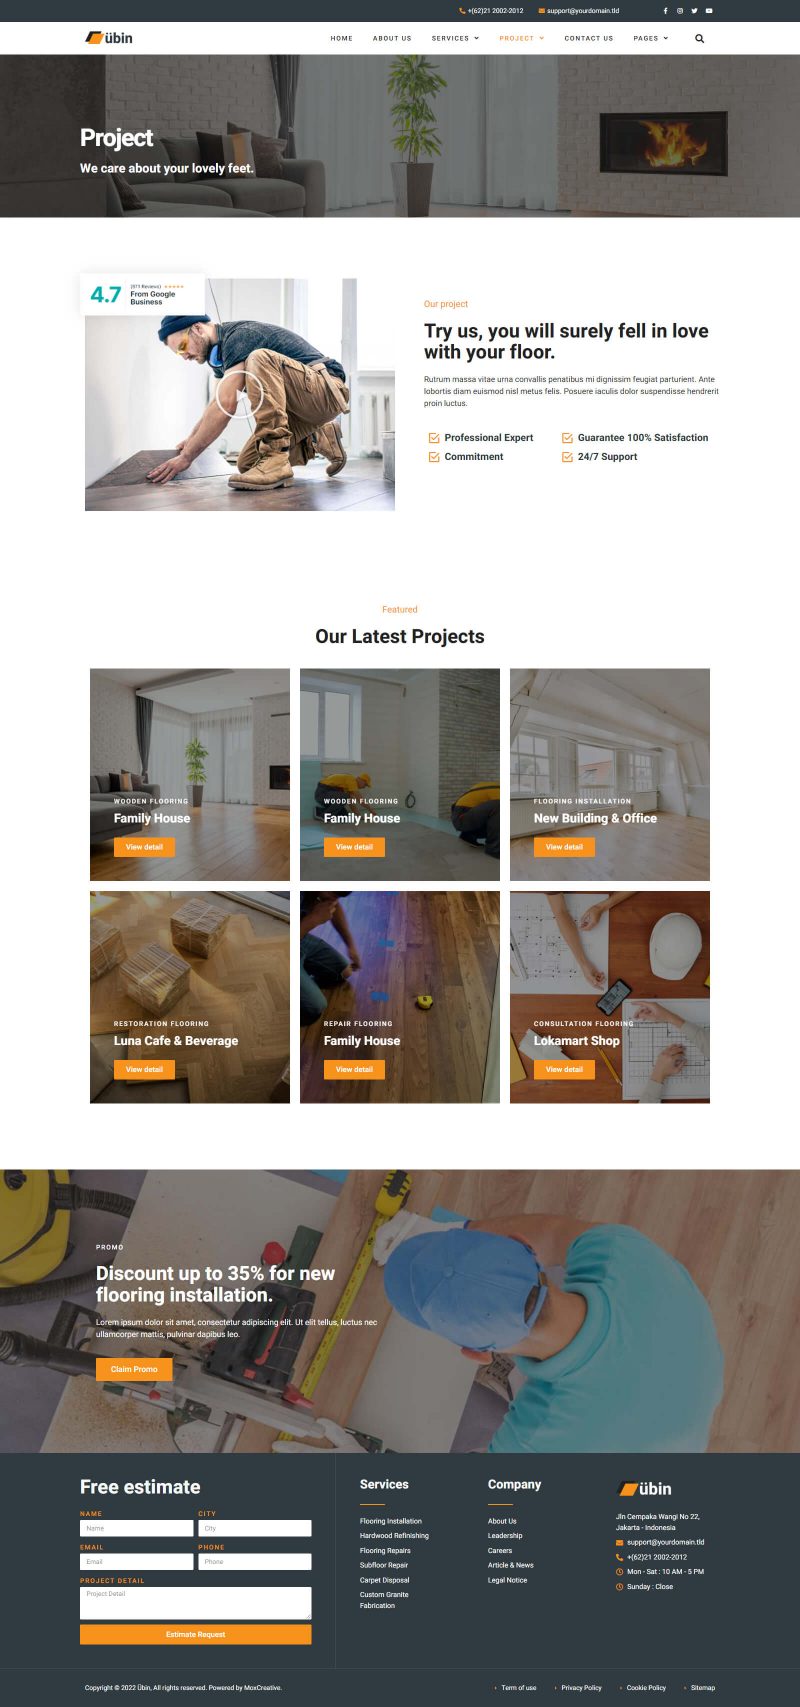 +(62)21 2002-2012 support@yourdomain.tld
übin
HOME ABOUT US SERVICES PROJECT CONTACT US PAGES
Project
We care about your lovely feet.
4.7
(971 Reviews)
From Google
Business
Our project
Try us, you will surely fell in love
with your floor.
Rutrum massa vitae urna convallis penatibus mi dignissim feugiat parturient. Ante
lobortis diam euismod nisl metus felis. Posuere iaculis dolor suspendisse hendrerit
proin luctus.
Professional Expert Guarantee 100% Satisfaction
Commitment 24/7 Support
Featured
Our Latest Projects
WOODEN FLOORING
Family House
View detail
WOODEN FLOORING
Family House
View detail
FLOORING INSTALLATION
New Building & Office
View detail
RESTORATION FLOORING
Luna Cafe & Beverage
View detail
REPAIR FLOORING
Family House
View detail
CONSULTATION FLOORING
Lokamart Shop
View detail
PROMO
Discount up to 35% for new
flooring installation.
Lorem ipsum dolor sit amet, consectetur adipiscing elit. Ut elit tellus, luctus nec
ullamcorper mattis, pulvinar dapibus leo.
Claim Promo
Free estimate
NAME CITY
Name City
EMAIL PHONE
Email Phone
PROJECT DETAIL
Project Detail
Estimate Request
Services
Flooring Installation
Hardwood Refinishing
Flooring Repairs
Subfloor Repair
Carpet Disposal
Custom Granite
Fabrication
Company
About Us
Leadership
Careers
Article & News
Legal Notice
übin
Jln Cempaka Wangi No 22,
Jakarta - Indonesia
support@yourdomain.tld
+(62)21 2002-2012
Mon - Sat : 10 AM - 5 PM
Sunday : Close
Copyright © 2022 Übin, All rights reserved. Powered by MoxCreative.
Term of use Privacy Policy Cookie Policy Sitemap